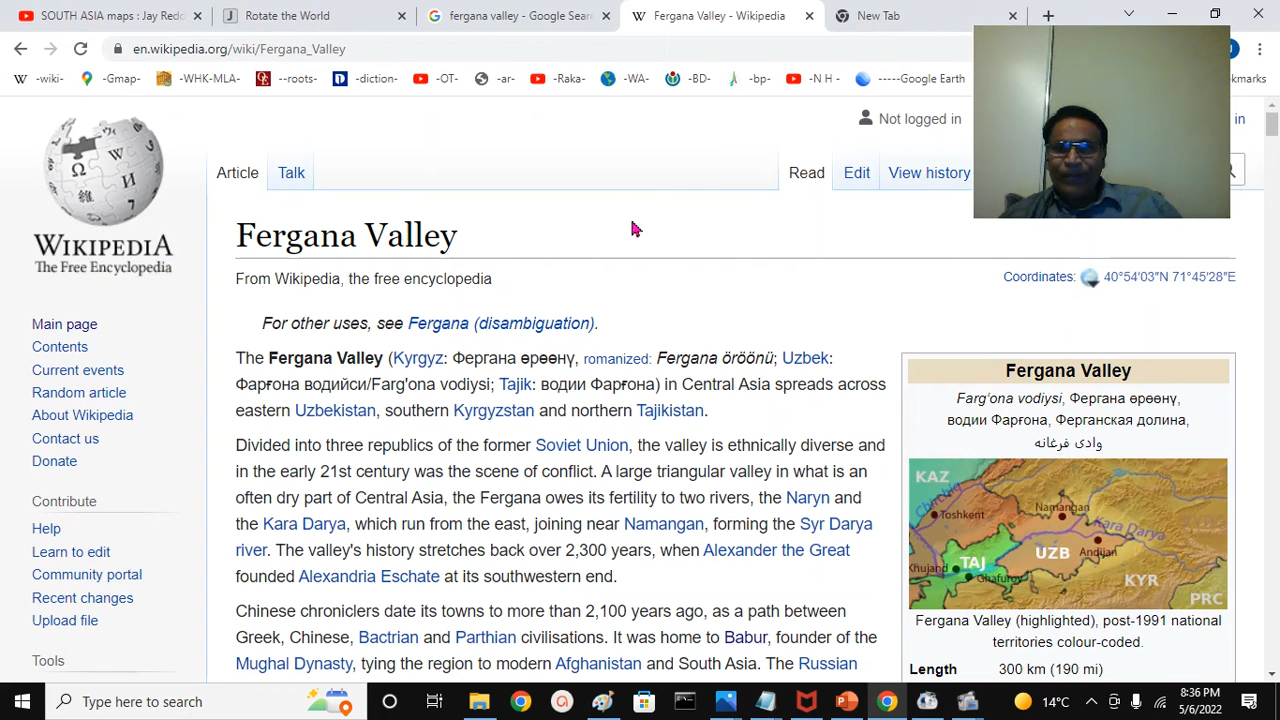 SOUTH ASIA maps : Jay Red
Rotate the World
fergana valley - Google Sear
Fergana Valley - Wikipedia
New Tab
en.wikipedia.org/wiki/Fergana_Valley
-wiki-
-Gmap-
-WHK-MLA-
--roots-
-diction-
-OT-
-ar-
-Raka-
-WA-
-BD-
-bp-
-N H -
-----Google Earth
kmarks
Not logged in
in
Article
Talk
Read
Edit
View history
WIKIPEDIA
The Free Encyclopedia
Fergana Valley
From Wikipedia, the free encyclopedia
Coordinates: 40°54′03″N 71°45′28″E
For other uses, see Fergana (disambiguation).
The Fergana Valley (Kyrgyz: Фергана өрөөнү, romanized: Fergana öröönü; Uzbek:
Фарғона водийси/Farg'ona vodiysi; Tajik: водии Фарғона) in Central Asia spreads across
eastern Uzbekistan, southern Kyrgyzstan and northern Tajikistan.
Divided into three republics of the former Soviet Union, the valley is ethnically diverse and
in the early 21st century was the scene of conflict. A large triangular valley in what is an
often dry part of Central Asia, the Fergana owes its fertility to two rivers, the Naryn and
the Kara Darya, which run from the east, joining near Namangan, forming the Syr Darya
river. The valley's history stretches back over 2,300 years, when Alexander the Great
founded Alexandria Eschate at its southwestern end.
Chinese chroniclers date its towns to more than 2,100 years ago, as a path between
Greek, Chinese, Bactrian and Parthian civilisations. It was home to Babur, founder of the
Mughal Dynasty, tying the region to modern Afghanistan and South Asia. The Russian
Fergana Valley
Farg'ona vodiysi, Фергана өрөөнү,
водии Фарғона, Ферганская долина,
وادی فرغانه
KAZ
Chirchiq
Toshkent
Namangan
Kara Darya
Andijan
UZB
TAJ
Khujand
Ghafurov
KYR
PRC
Fergana Valley (highlighted), post-1991 national
territories colour-coded.
Length 300 km (190 mi)
Main page
Contents
Current events
Random article
About Wikipedia
Contact us
Donate
Contribute
Help
Learn to edit
Community portal
Recent changes
Upload file
Tools
Type here to search
14°C
8:36 PM
5/6/2022